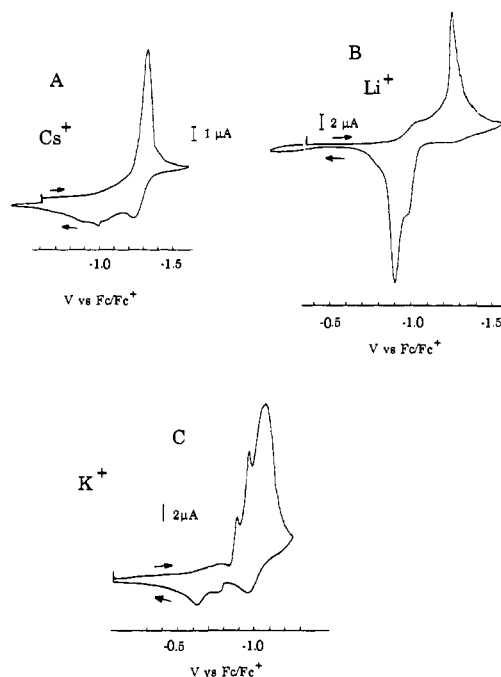 A
Cs+
1 μA
-1.0
-1.5
V vs Fc/Fc+
B
Li+
2 μA
-0.5
-1.0
-1.5
V vs Fc/Fc+
C
K+
2μA
-0.5
-1.0
V vs Fc/Fc+